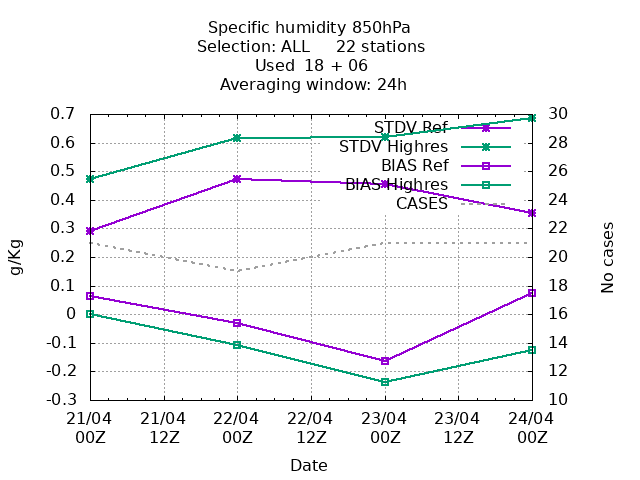 Specific humidity 850hPa
Selection: ALL     22 stations
Used  18 + 06
Averaging window: 24h
0.7
0.6
0.5
0.4
0.3
0.2
0.1
0
-0.1
-0.2
-0.3
g/Kg
30
28
26
24
22
20
18
16
14
12
10
No cases
STDV Ref
STDV Highres
BIAS Ref
BIAS Highres
CASES
21/04 00Z
21/04 12Z
22/04 00Z
22/04 12Z
23/04 00Z
23/04 12Z
24/04 00Z
Date